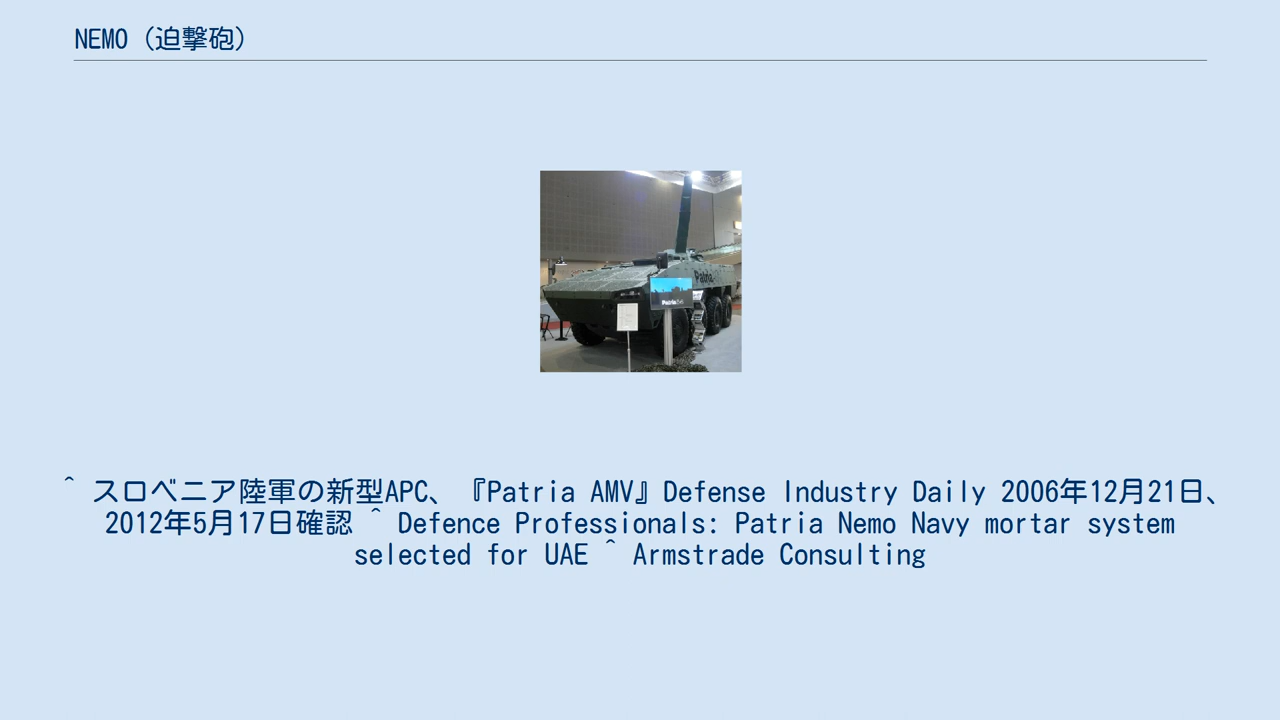 NEMO（迫撃砲）
Patria
Patria
^ スロベニア陸軍の新型APC、『Patria AMV』Defense Industry Daily 2006年12月21日、
2012年5月17日確認 ^ Defence Professionals: Patria Nemo Navy mortar system
selected for UAE ^ Armstrade Consulting